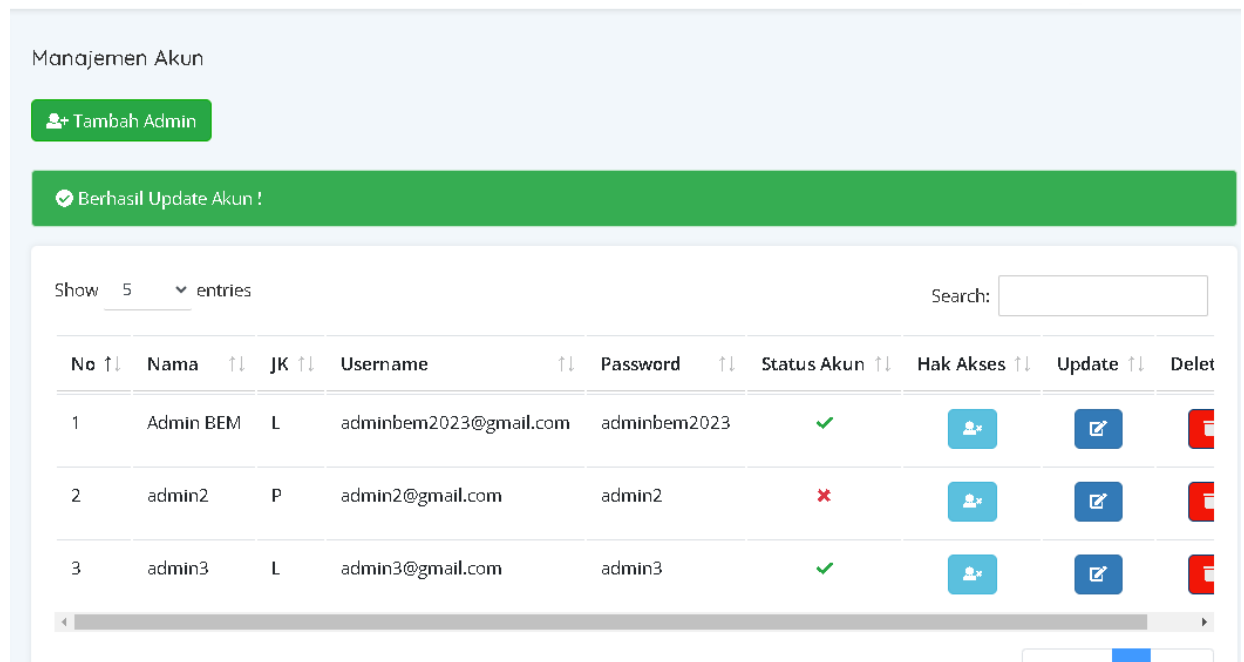 Manajemen Akun
Tambah Admin
Berhasil Update Akun !
Show 5 entries
Search:
No Nama JK Username Password Status Akun Hak Akses Update Delet
1 Admin BEM L adminbem2023@gmail.com adminbem2023
2 admin2 P admin2@gmail.com admin2
3 admin3 L admin3@gmail.com admin3